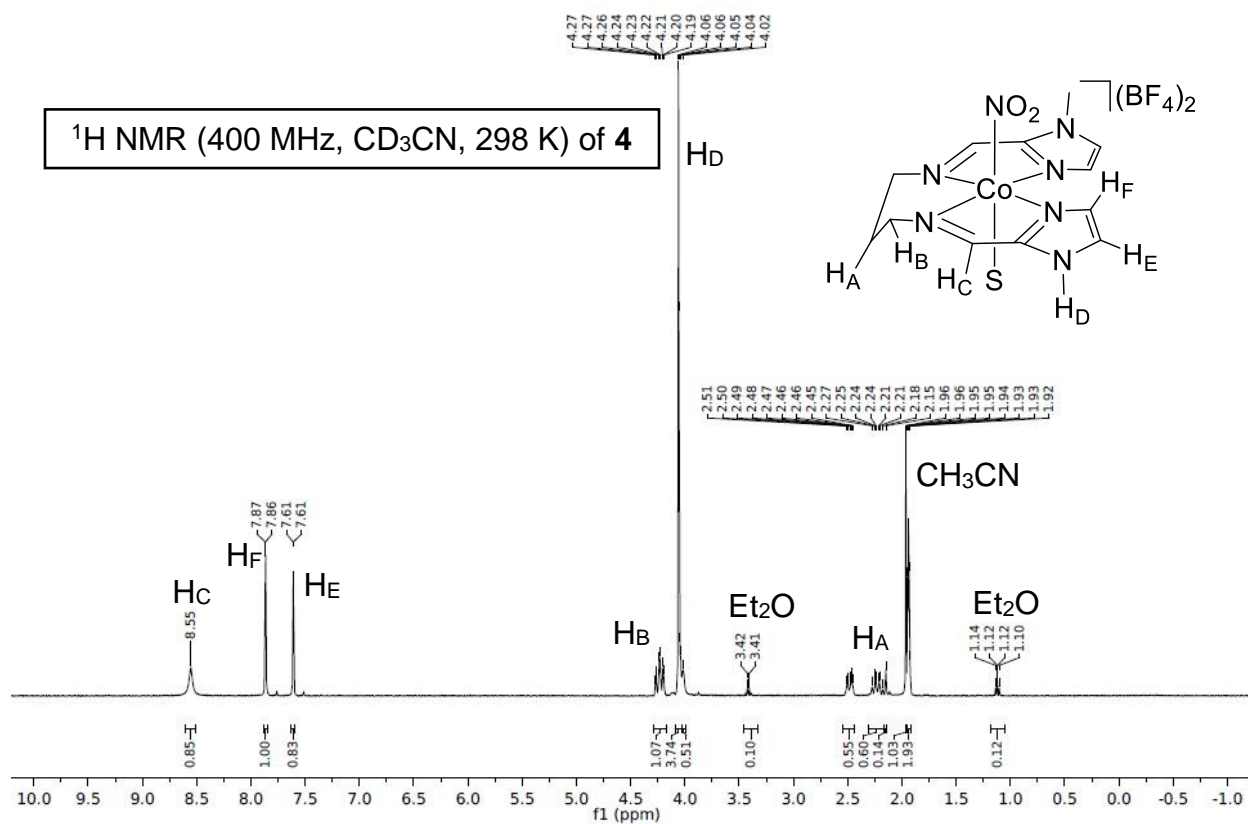 4.27
4.27
4.26
4.24
4.23
4.22
4.21
4.20
4.19
4.06
4.06
4.05
4.04
4.02
¹H NMR (400 MHz, CD₃CN, 298 K) of 4
H_D
NO₂
(BF₄)₂
N
N
Co
H_F
N
N
H_A
H_B
H_C
S
N
N
H_E
H_D
2.51
2.50
2.49
2.48
2.47
2.46
2.46
2.45
2.27
2.25
2.24
2.24
2.21
2.21
2.18
2.15
1.96
1.96
1.95
1.95
1.94
1.93
1.93
1.92
CH₃CN
7.87
7.86
7.61
7.61
H_F
H_E
H_C
8.55
H_B
Et₂O
3.42
3.41
H_A
Et₂O
1.14
1.12
1.12
1.10
0.85
1.00
0.83
1.07
3.74
0.51
0.10
0.55
0.60
0.14
1.03
1.93
0.12
10.0 9.5 9.0 8.5 8.0 7.5 7.0 6.5 6.0 5.5 5.0 4.5 4.0 3.5 3.0 2.5 2.0 1.5 1.0 0.5 0.0 -0.5 -1.0
f1 (ppm)